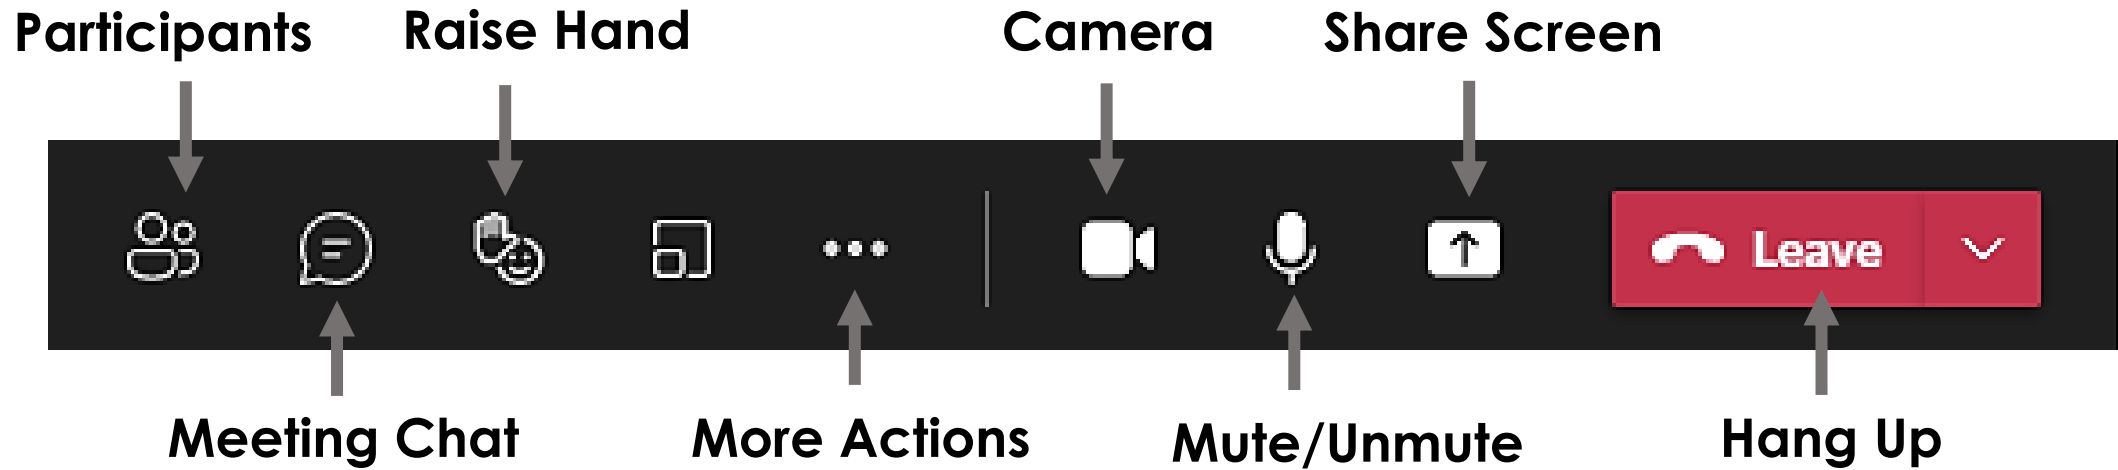 Participants
Raise Hand
Camera
Share Screen
Leave
Meeting Chat
More Actions
Mute/Unmute
Hang Up